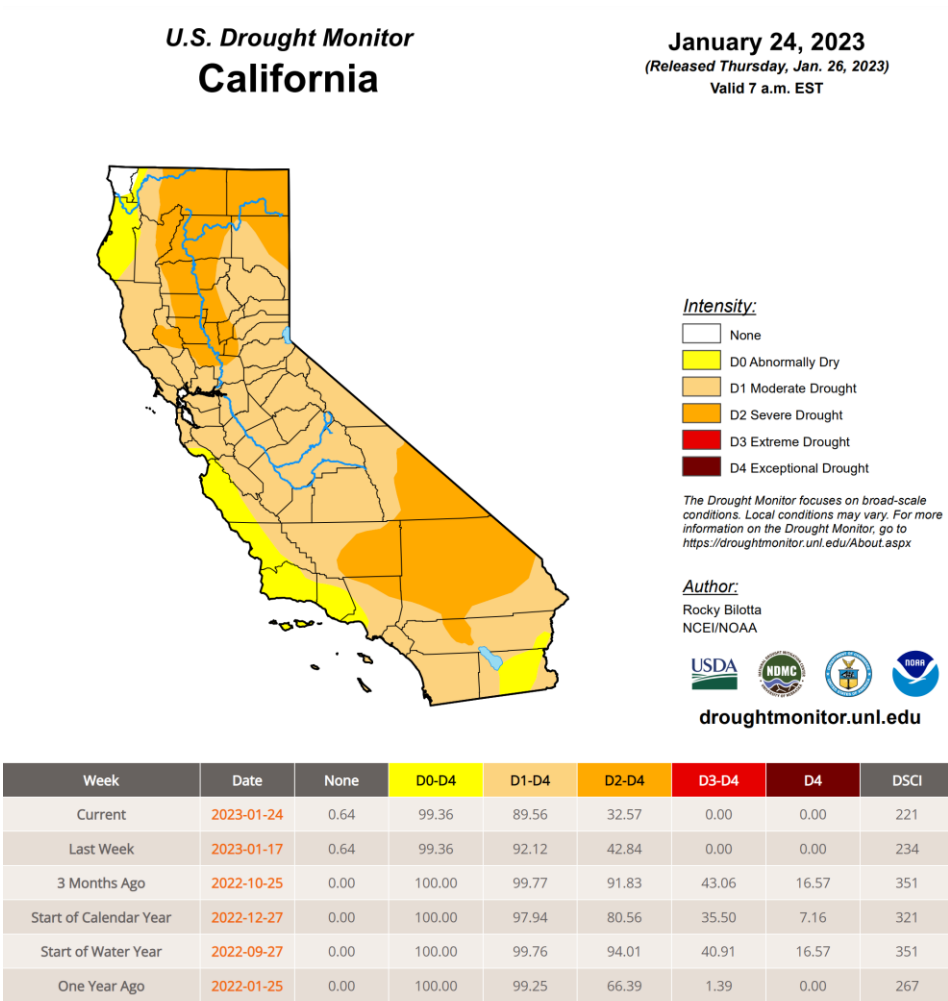 U.S. Drought Monitor
California
January 24, 2023
(Released Thursday, Jan. 26, 2023)
Valid 7 a.m. EST
Intensity:
None
D0 Abnormally Dry
D1 Moderate Drought
D2 Severe Drought
D3 Extreme Drought
D4 Exceptional Drought
The Drought Monitor focuses on broad-scale
conditions. Local conditions may vary. For more
information on the Drought Monitor, go to
https://droughtmonitor.unl.edu/About.aspx
Author:
Rocky Bilotta
NCEI/NOAA
USDA
NDMC
NOAA
droughtmonitor.unl.edu
Week Date None D0-D4 D1-D4 D2-D4 D3-D4 D4 DSCI
Current 2023-01-24 0.64 99.36 89.56 32.57 0.00 0.00 221
Last Week 2023-01-17 0.64 99.36 92.12 42.84 0.00 0.00 234
3 Months Ago 2022-10-25 0.00 100.00 99.77 91.83 43.06 16.57 351
Start of Calendar Year 2022-12-27 0.00 100.00 97.94 80.56 35.50 7.16 321
Start of Water Year 2022-09-27 0.00 100.00 99.76 94.01 40.91 16.57 351
One Year Ago 2022-01-25 0.00 100.00 99.25 66.39 1.39 0.00 267